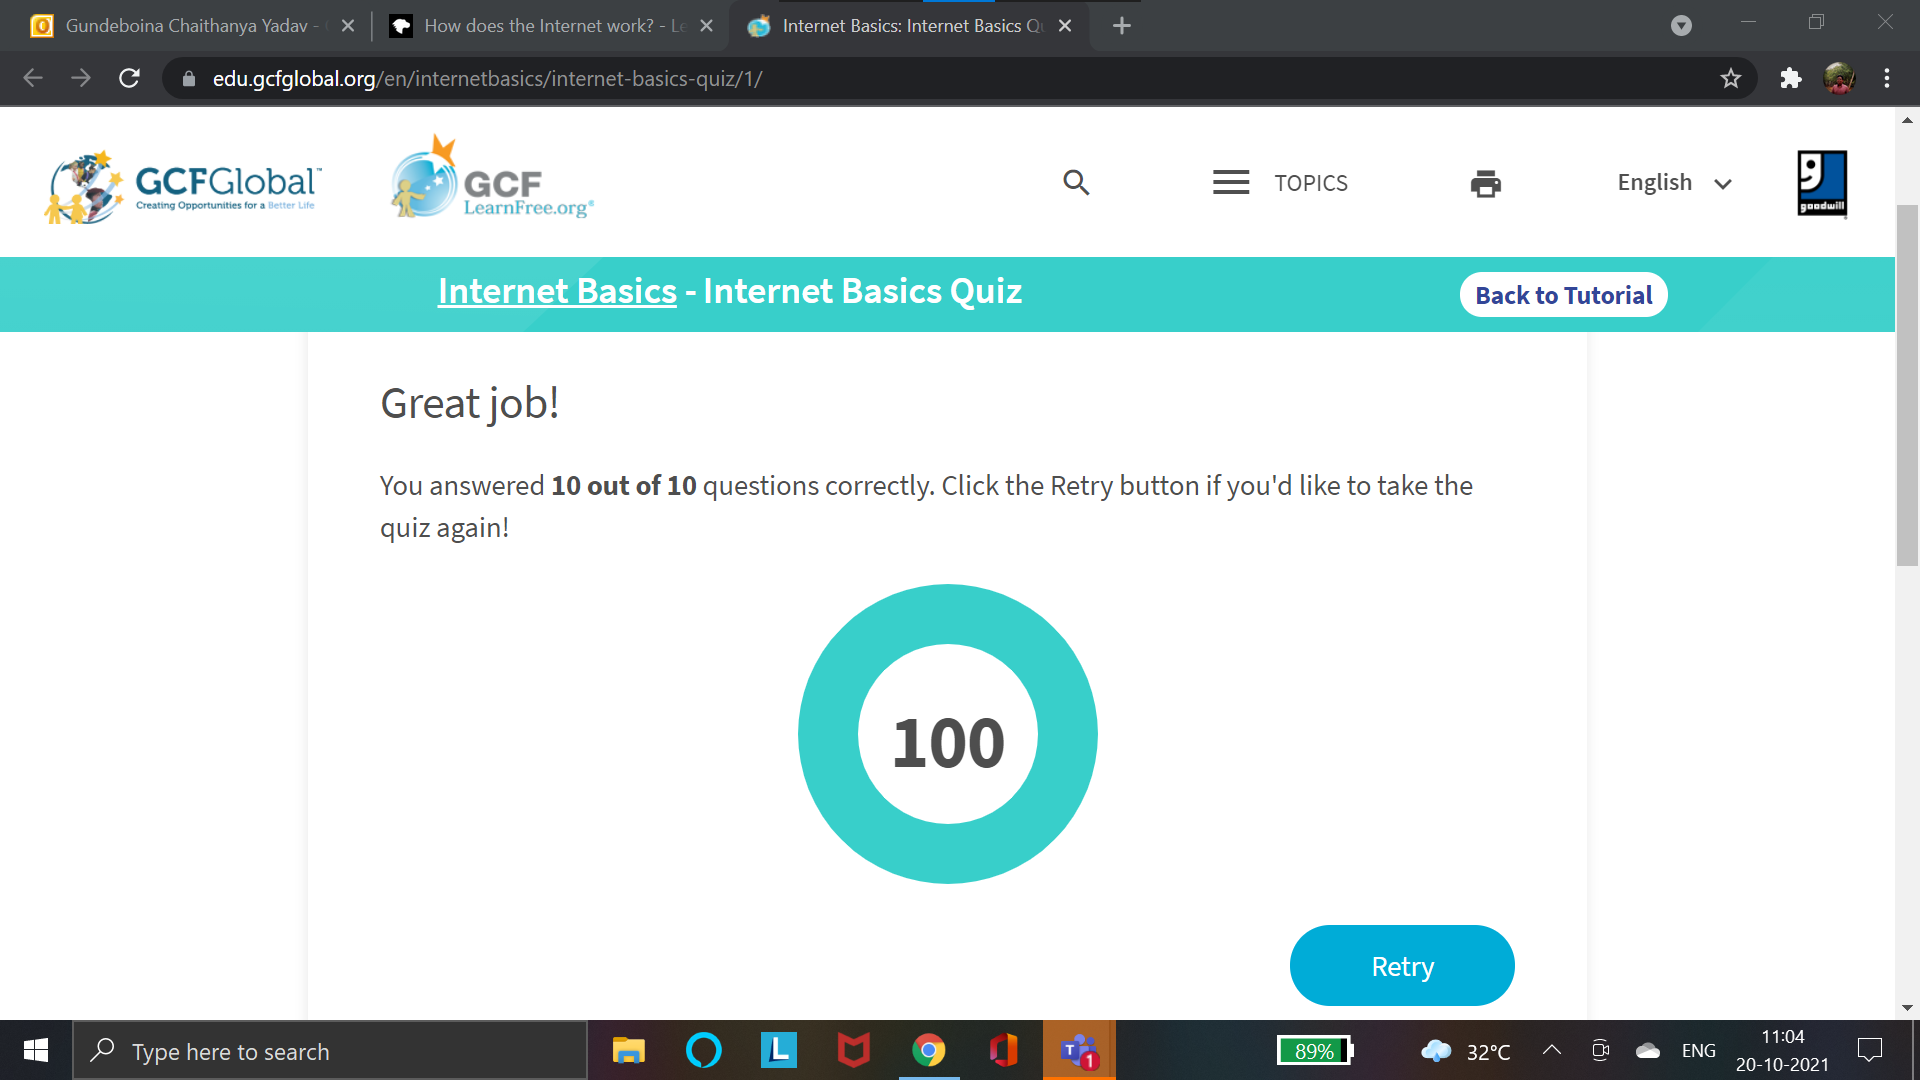 Gundeboina Chaithanya Yadav -
How does the Internet work? - Le
Internet Basics: Internet Basics Qu
edu.gcfglobal.org/en/internetbasics/internet-basics-quiz/1/
GCFGlobal™
Creating Opportunities for a Better Life
GCF
LearnFree.org®
TOPICS
English
goodwill
Internet Basics - Internet Basics Quiz
Back to Tutorial
Great job!
You answered 10 out of 10 questions correctly. Click the Retry button if you'd like to take the
quiz again!
100
Retry
Type here to search
L
T
1
89%
32°C
ENG
11:04
20-10-2021